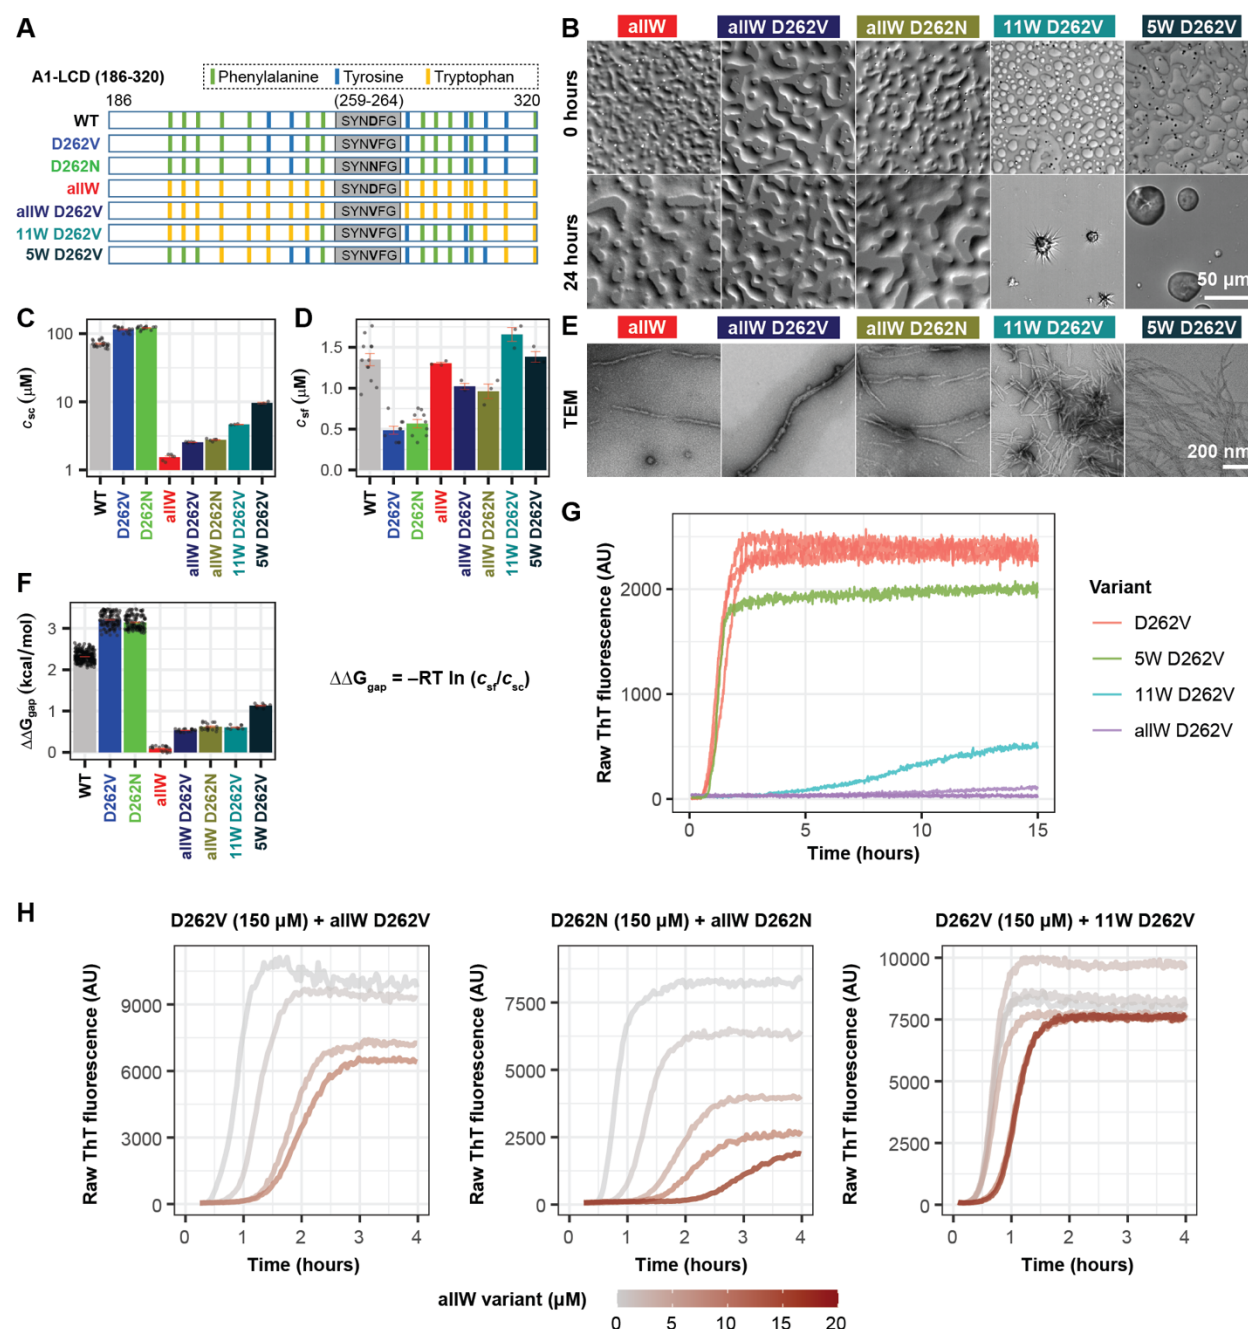 A
A1-LCD (186-320)
Phenylalanine
Tyrosine
Tryptophan
186
(259-264)
320
WT
SYNDFG
D262V
SYNVFG
D262N
SYNNFG
allW
SYNDFG
allW D262V
SYNVFG
11W D262V
SYNVFG
5W D262V
SYNVFG
B
allW
allW D262V
allW D262N
11W D262V
5W D262V
0 hours
24 hours
50 µm
C
csc (µM)
100
10
1
WT
D262V
D262N
allW
allW D262V
allW D262N
11W D262V
5W D262V
D
csf (µM)
1.5
1.0
0.5
0.0
WT
D262V
D262N
allW
allW D262V
allW D262N
11W D262V
5W D262V
E
allW
allW D262V
allW D262N
11W D262V
5W D262V
TEM
200 nm
F
ΔΔGgap (kcal/mol)
3
2
1
0
WT
D262V
D262N
allW
allW D262V
allW D262N
11W D262V
5W D262V
ΔΔGgap = –RT ln (csf/csc)
G
Raw ThT fluorescence (AU)
2000
1000
0
0
5
10
15
Time (hours)
Variant
D262V
5W D262V
11W D262V
allW D262V
H
D262V (150 µM) + allW D262V
Raw ThT fluorescence (AU)
9000
6000
3000
0
0
1
2
3
4
Time (hours)
D262N (150 µM) + allW D262N
Raw ThT fluorescence (AU)
7500
5000
2500
0
0
1
2
3
4
Time (hours)
D262V (150 µM) + 11W D262V
Raw ThT fluorescence (AU)
10000
7500
5000
2500
0
0
1
2
3
4
Time (hours)
allW variant (µM)
0
5
10
15
20